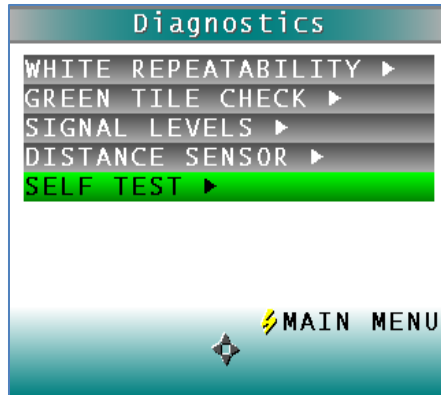 Diagnostics
WHITE REPEATABILITY ▶
GREEN TILE CHECK ▶
SIGNAL LEVELS ▶
DISTANCE SENSOR ▶
SELF TEST ▶
MAIN MENU